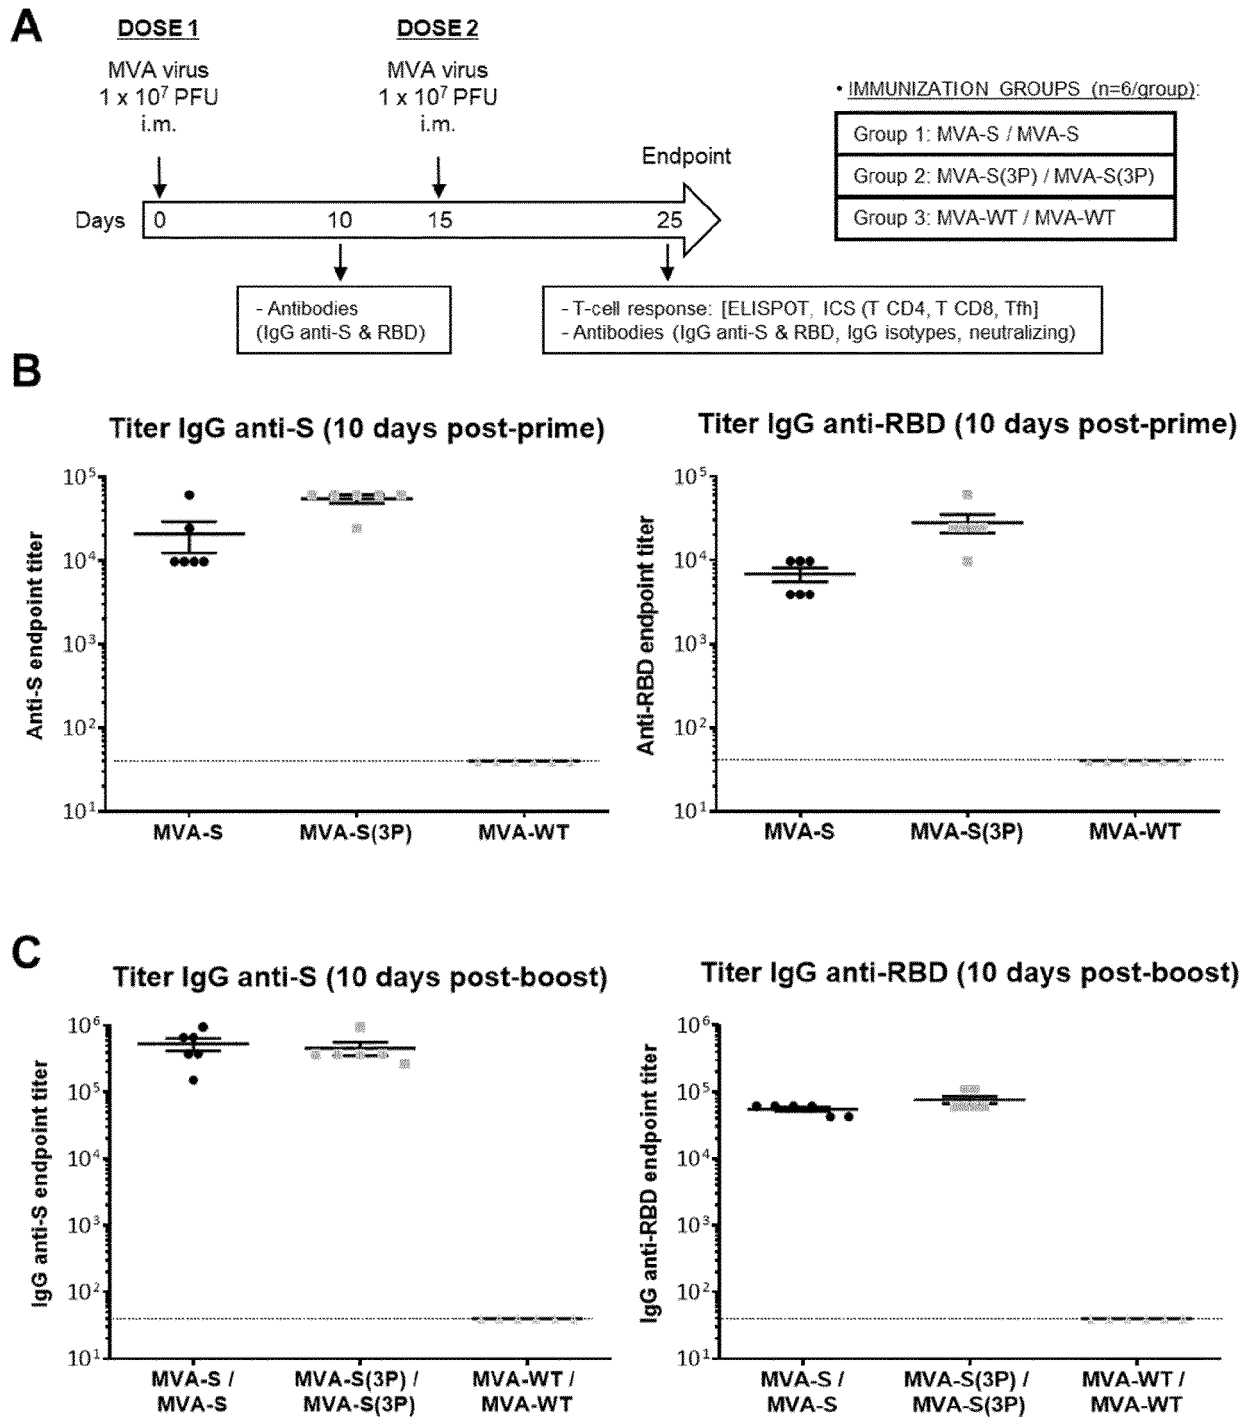 A
DOSE 1
MVA virus
1 x 10⁷ PFU
i.m.
DOSE 2
MVA virus
1 x 10⁷ PFU
i.m.
Endpoint
Days 0 10 15 25
- Antibodies
(IgG anti-S & RBD)
- T-cell response: [ELISPOT, ICS (T CD4, T CD8, Tfh]
- Antibodies (IgG anti-S & RBD, IgG isotypes, neutralizing)
• IMMUNIZATION GROUPS (n=6/group):
Group 1: MVA-S / MVA-S
Group 2: MVA-S(3P) / MVA-S(3P)
Group 3: MVA-WT / MVA-WT
B
Titer IgG anti-S (10 days post-prime)
Anti-S endpoint titer
10⁵
10⁴
10³
10²
10¹
MVA-S MVA-S(3P) MVA-WT
Titer IgG anti-RBD (10 days post-prime)
Anti-RBD endpoint titer
10⁵
10⁴
10³
10²
10¹
MVA-S MVA-S(3P) MVA-WT
C
Titer IgG anti-S (10 days post-boost)
IgG anti-S endpoint titer
10⁶
10⁵
10⁴
10³
10²
10¹
MVA-S / MVA-S(3P) / MVA-WT /
MVA-S MVA-S(3P) MVA-WT
Titer IgG anti-RBD (10 days post-boost)
IgG anti-RBD endpoint titer
10⁶
10⁵
10⁴
10³
10²
10¹
MVA-S / MVA-S(3P) / MVA-WT /
MVA-S MVA-S(3P) MVA-WT